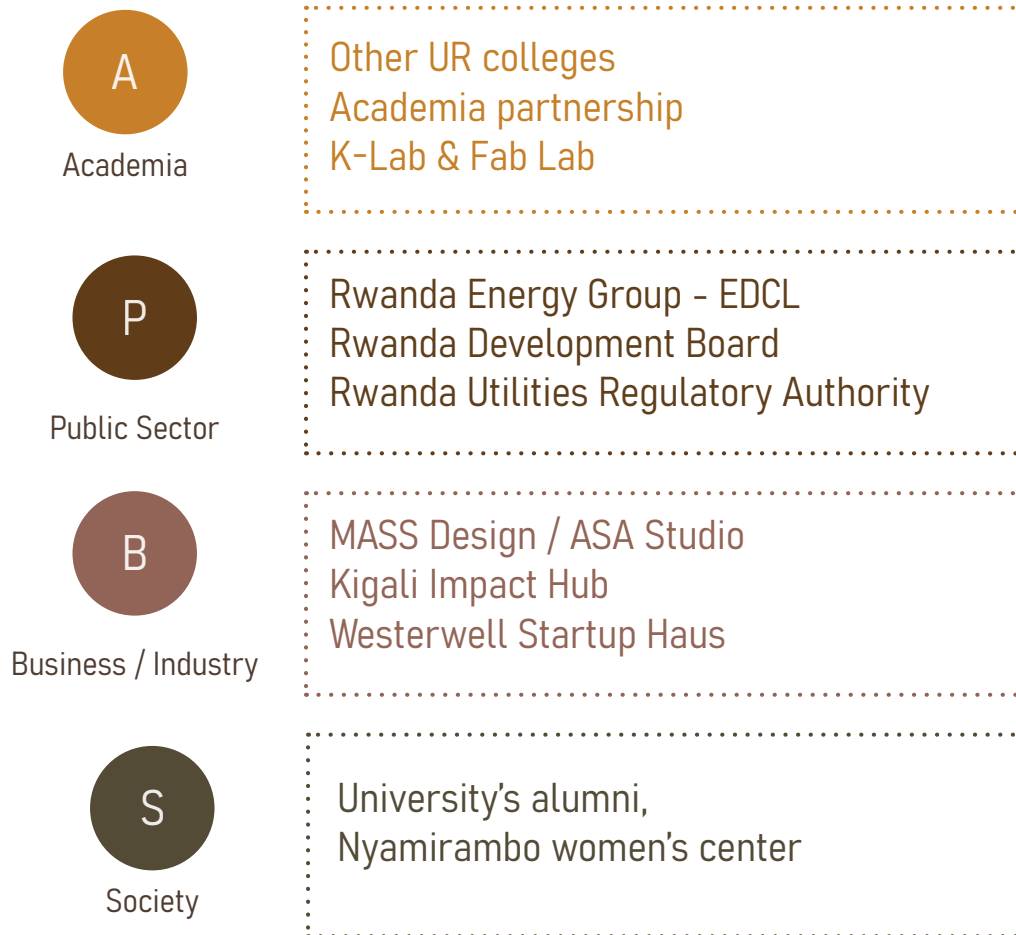 A
Academia
Other UR colleges
Academia partnership
K-Lab & Fab Lab
P
Public Sector
Rwanda Energy Group - EDCL
Rwanda Development Board
Rwanda Utilities Regulatory Authority
B
Business / Industry
MASS Design / ASA Studio
Kigali Impact Hub
Westerwell Startup Haus
S
Society
University's alumni,
Nyamirambo women's center